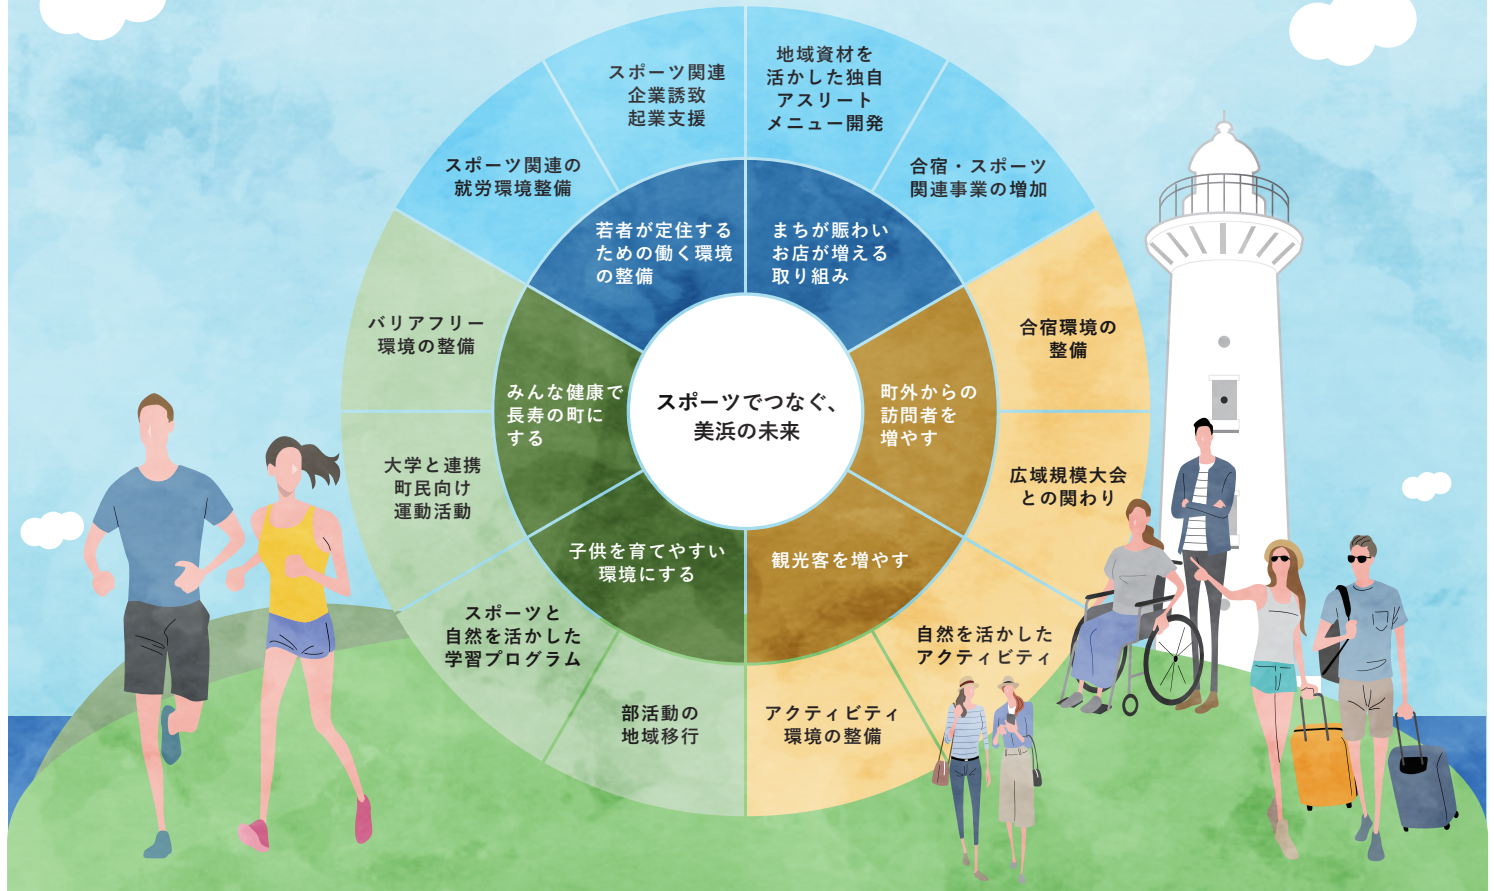 スポーツ関連
企業誘致
起業支援
地域資材を
活かした独自
アスリート
メニュー開発
スポーツ関連の
就労環境整備
合宿・スポーツ
関連事業の増加
若者が定住する
ための働く環境
の整備
まちが賑わい
お店が増える
取り組み
バリアフリー
環境の整備
合宿環境の
整備
みんな健康で
長寿の町に
する
スポーツでつなぐ、
美浜の未来
町外からの
訪問者を
増やす
大学と連携
町民向け
運動活動
広域規模大会
との関わり
子供を育てやすい
環境にする
観光客を増やす
スポーツと
自然を活かした
学習プログラム
自然を活かした
アクティビティ
部活動の
地域移行
アクティビティ
環境の整備